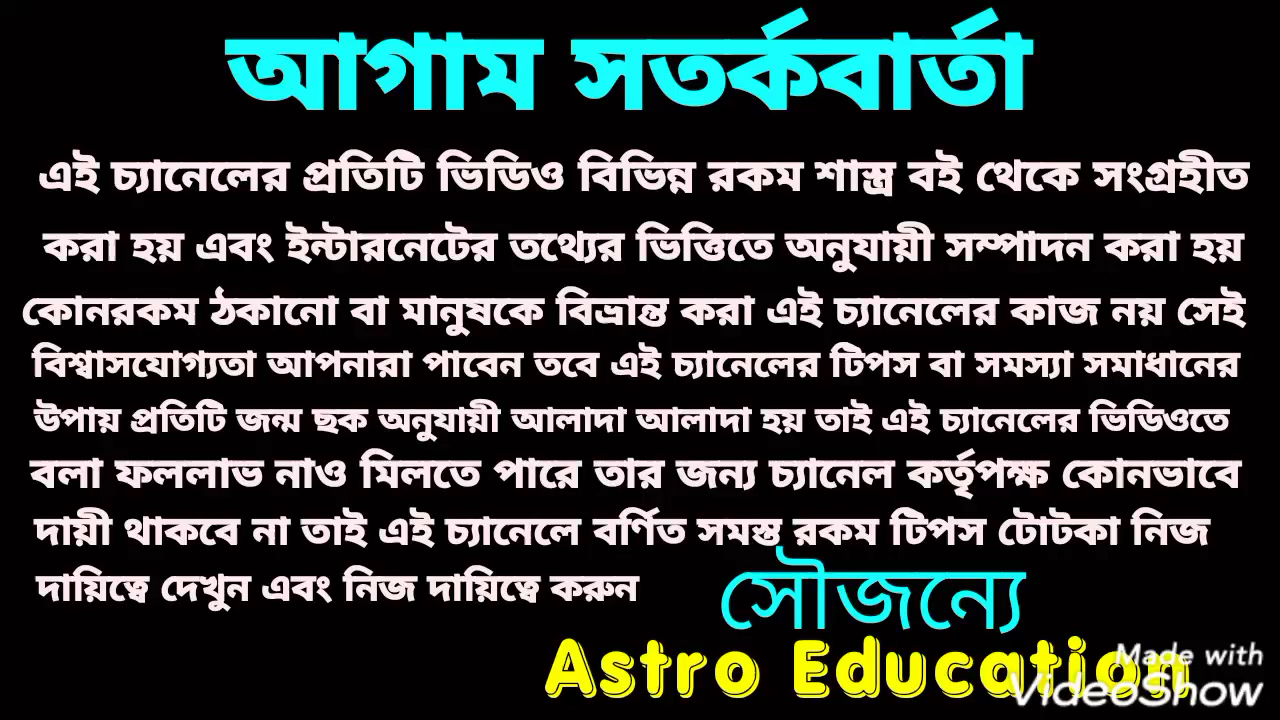 আগাম সতর্কবার্তা
এই চ্যানেলের প্রতিটি ভিডিও বিভিন্ন রকম শাস্ত্র বই থেকে সংগ্রহীত
করা হয় এবং ইন্টারনেটের তথ্যের ভিত্তিতে অনুযায়ী সম্পাদন করা হয়
কোনরকম ঠকানো বা মানুষকে বিভ্রান্ত করা এই চ্যানেলের কাজ নয় সেই
বিশ্বাসযোগ্যতা আপনারা পাবেন তবে এই চ্যানেলের টিপস বা সমস্যা সমাধানের
উপায় প্রতিটি জন্ম ছক অনুযায়ী আলাদা আলাদা হয় তাই এই চ্যানেলের ভিডিওতে
বলা ফললাভ নাও মিলতে পারে তার জন্য চ্যানেল কর্তৃপক্ষ কোনভাবে
দায়ী থাকবে না তাই এই চ্যানেলে বর্ণিত সমস্ত রকম টিপস টোটকা নিজ
দায়িত্বে দেখুন এবং নিজ দায়িত্বে করুন
সৌজন্যে
Astro Education
Made with
VideoShow